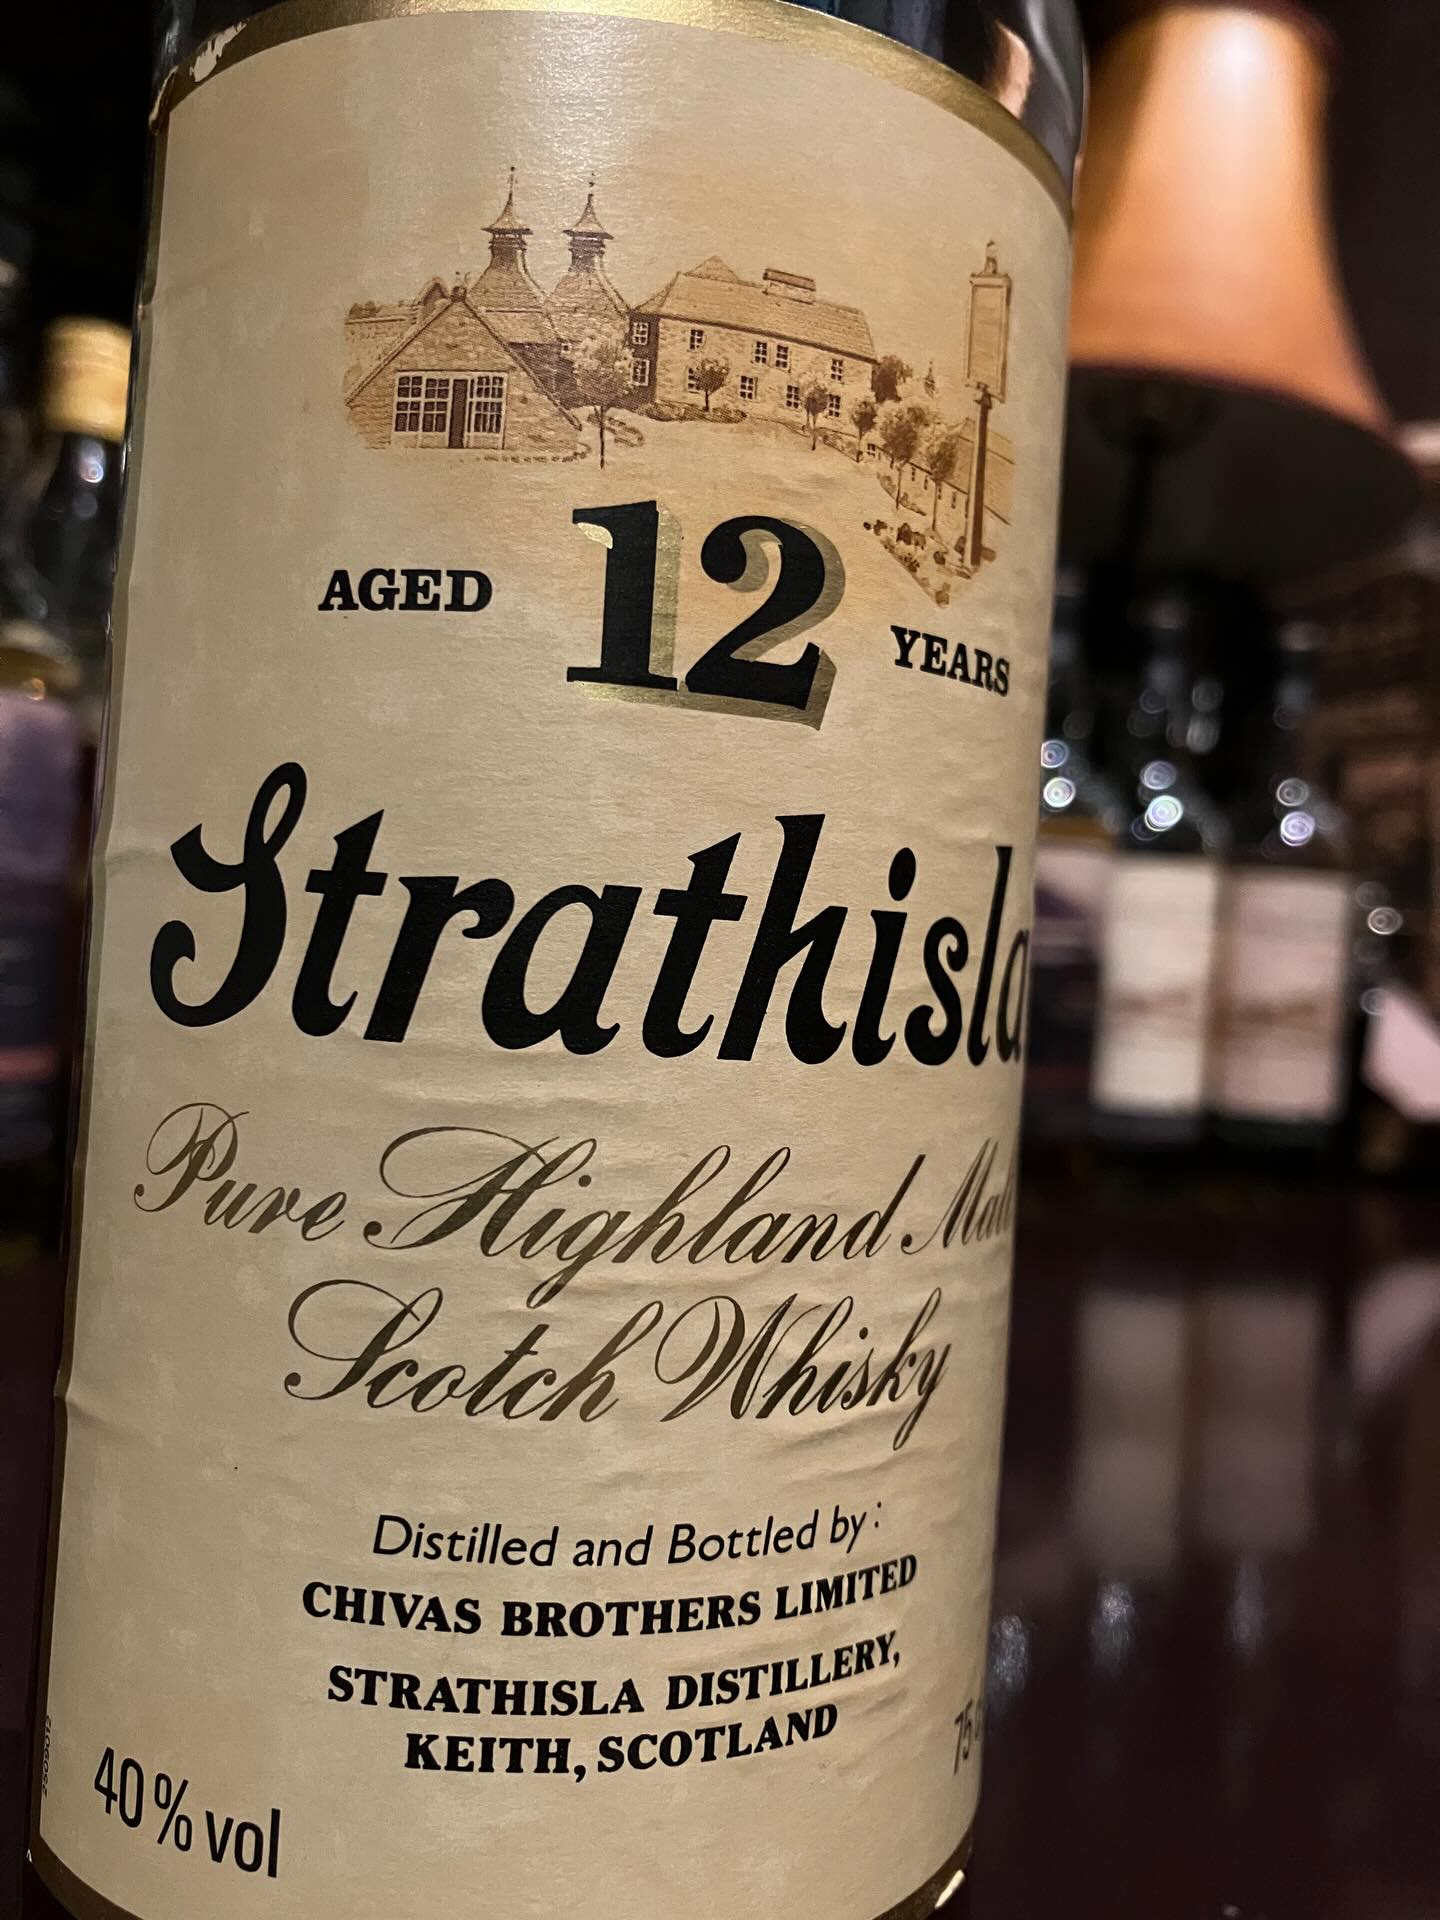 AGED 12 YEARS
Strathisla
Pure Highland Malt
Scotch Whisky
Distilled and Bottled by:
CHIVAS BROTHERS LIMITED
STRATHISLA DISTILLERY,
KEITH, SCOTLAND
40% vol